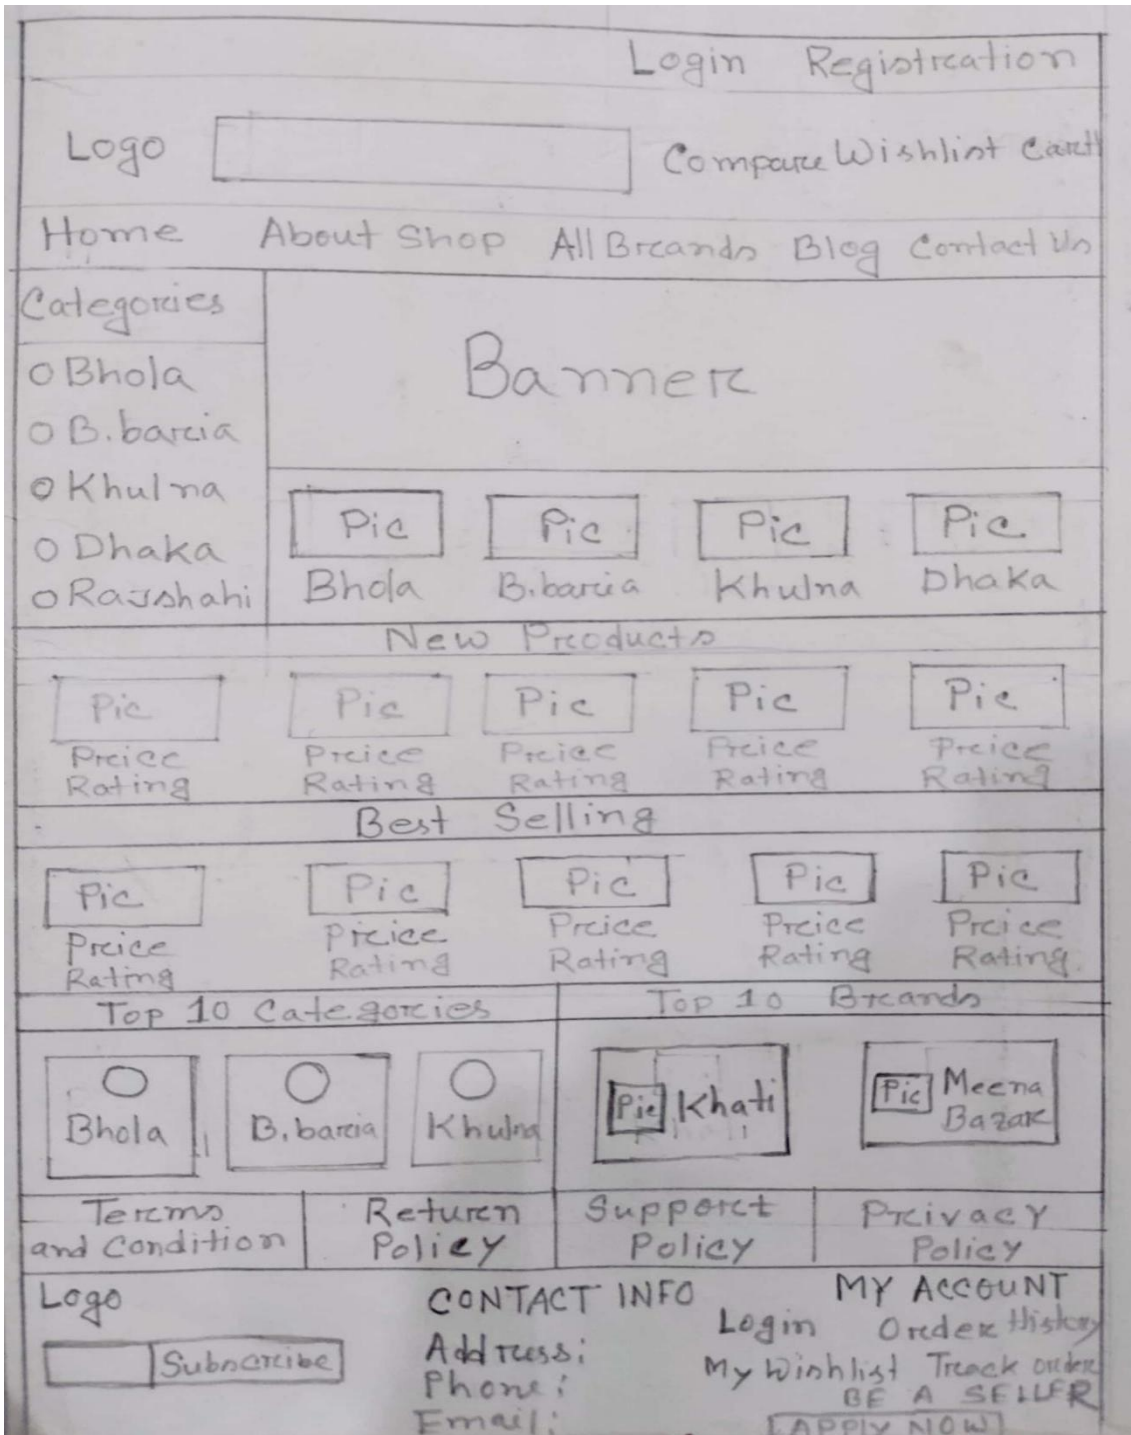 Login Registration
Logo
Compare Wishlist Cart
Home About Shop All Brands Blog Contact Us
Categories
Bhola
B.baria
Khulna
Dhaka
Rajshahi
Banner
Pic Pic Pic Pic
Bhola B.baria Khulna Dhaka
New Products
Pic Pic Pic Pic Pic
Price Price Price Price Price
Rating Rating Rating Rating Rating
Best Selling
Pic Pic Pic Pic Pic
Price Price Price Price Price
Rating Rating Rating Rating Rating
Top 10 Categories
Bhola B.baria Khulna
Top 10 Brands
Pic Khati
Pic Meena
Bazar
Terms
and Condition
Return
Policy
Support
Policy
Privacy
Policy
Logo
Subscribe
CONTACT INFO
Address:
Phone:
Email:
MY ACCOUNT
Login Order History
My Wishlist Track order
BE A SELLER
APPLY NOW